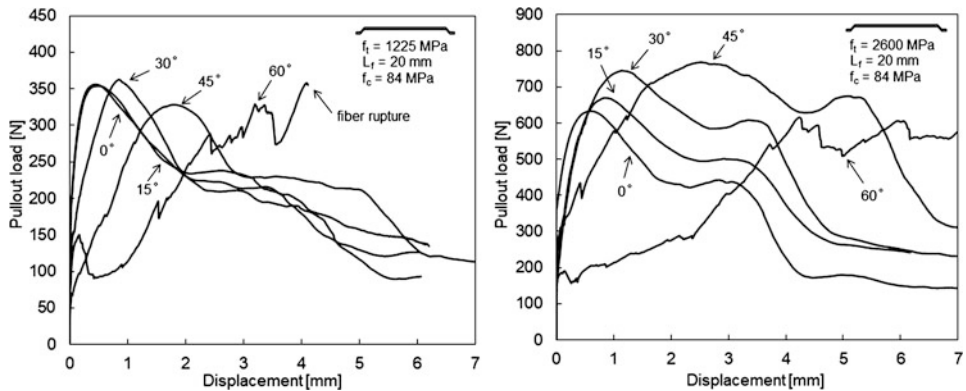 450
400
350
300
250
200
150
100
50
0
Pullout load [N]
0 1 2 3 4 5 6 7
Displacement [mm]
30°
45°
60°
0°
15°
fiber rupture
fₜ = 1225 MPa
L_f = 20 mm
f_c = 84 MPa
900
800
700
600
500
400
300
200
100
0
Pullout load [N]
0 1 2 3 4 5 6 7
Displacement [mm]
15°
30°
45°
0°
60°
fₜ = 2600 MPa
L_f = 20 mm
f_c = 84 MPa